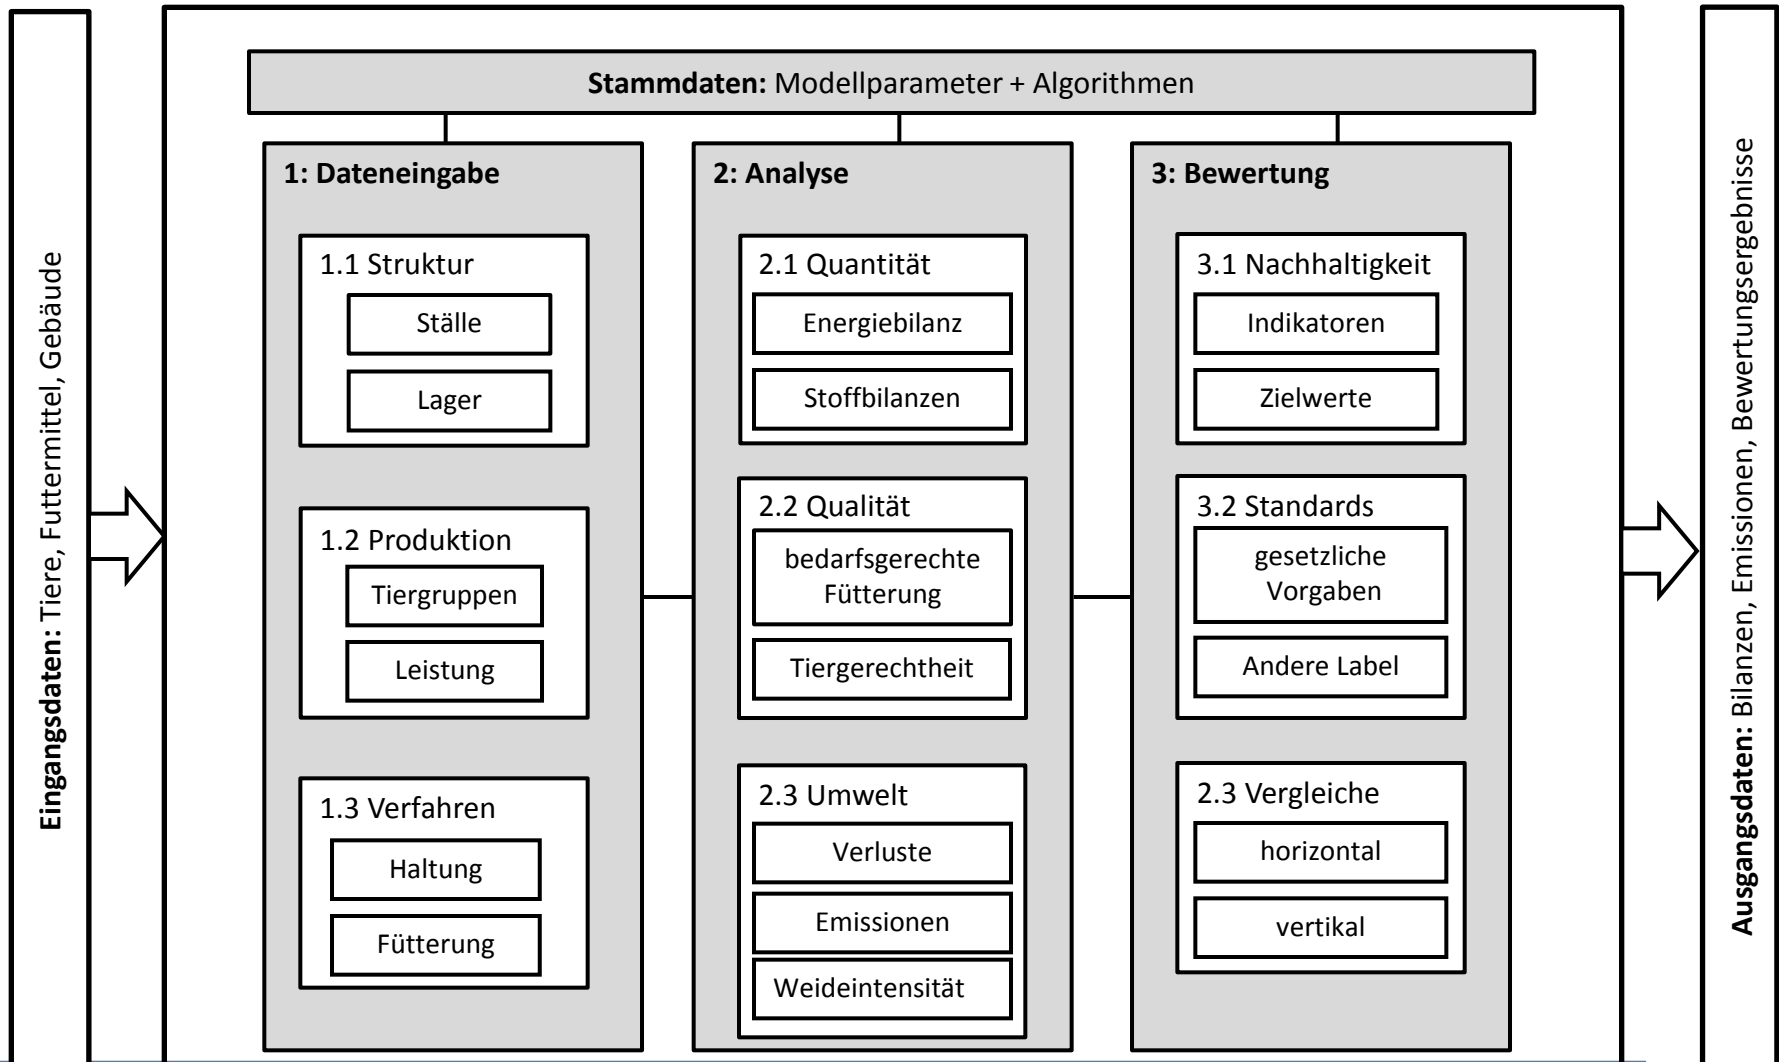 Eingangsdaten: Tiere, Futtermittel, Gebäude
Stammdaten: Modellparameter + Algorithmen
1: Dateneingabe
1.1 Struktur
Ställe
Lager
1.2 Produktion
Tiergruppen
Leistung
1.3 Verfahren
Haltung
Fütterung
2: Analyse
2.1 Quantität
Energiebilanz
Stoffbilanzen
2.2 Qualität
bedarfsgerechte
Fütterung
Tiergerechtheit
2.3 Umwelt
Verluste
Emissionen
Weideintensität
3: Bewertung
3.1 Nachhaltigkeit
Indikatoren
Zielwerte
3.2 Standards
gesetzliche
Vorgaben
Andere Label
2.3 Vergleiche
horizontal
vertikal
Ausgangsdaten: Bilanzen, Emissionen, Bewertungsergebnisse